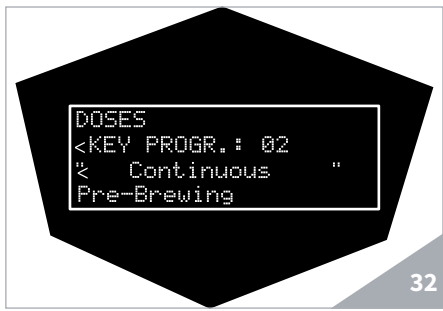 DOSES
<KEY PROGR.: 02
"<   Continuous     "
Pre-Brewing
32